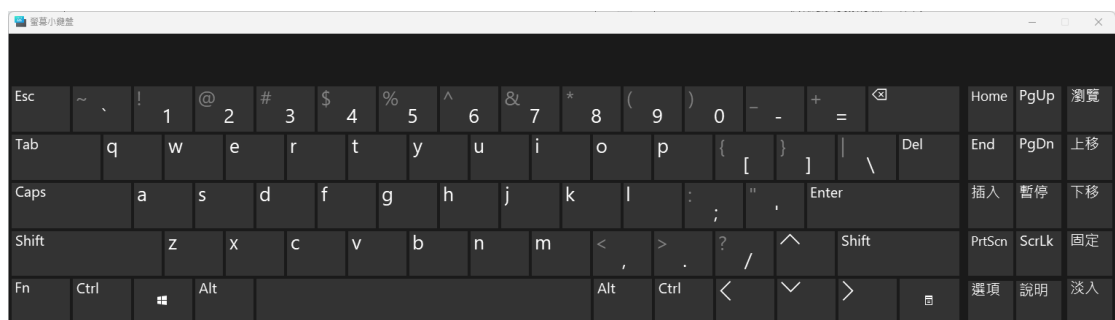 螢幕小鍵盤
Esc ~ ` ! 1 @ 2 # 3 $ 4 % 5 ^ 6 & 7 * 8 ( 9 ) 0 _ - + = Home PgUp 瀏覽
Tab q w e r t y u i o p { [ } ] | \ Del End PgDn 上移
Caps a s d f g h j k l : ; " ' Enter 插入 暫停 下移
Shift z x c v b n m < , > . ? / Shift PrtScn ScrLk 固定
Fn Ctrl Alt Alt Ctrl 選項 說明 淡入